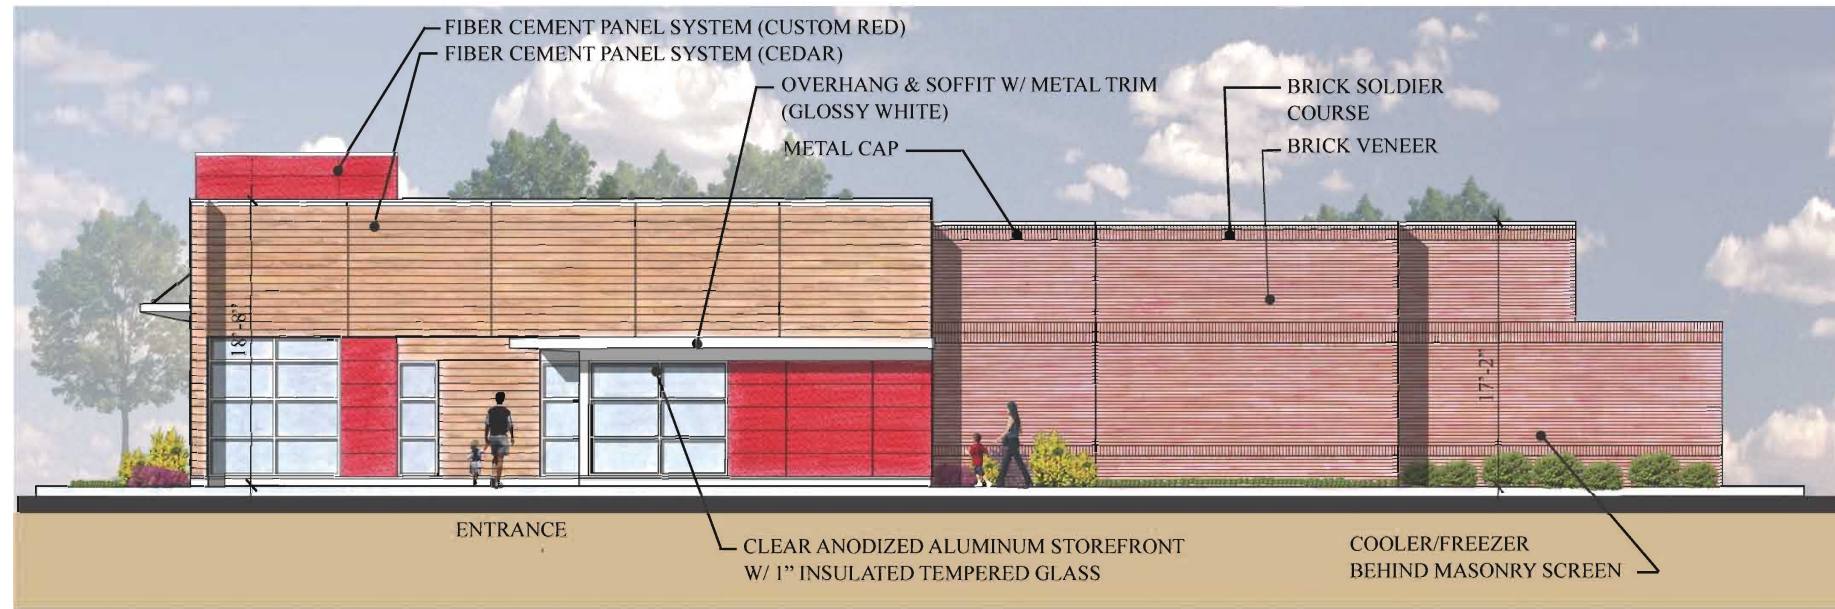 FIBER CEMENT PANEL SYSTEM (CUSTOM RED)
FIBER CEMENT PANEL SYSTEM (CEDAR)
OVERHANG & SOFFIT W/ METAL TRIM
(GLOSSY WHITE)
METAL CAP
BRICK SOLDIER
COURSE
BRICK VENEER
18'-8"
17'-2"
ENTRANCE
CLEAR ANODIZED ALUMINUM STOREFRONT
W/ 1" INSULATED TEMPERED GLASS
COOLER/FREEZER
BEHIND MASONRY SCREEN